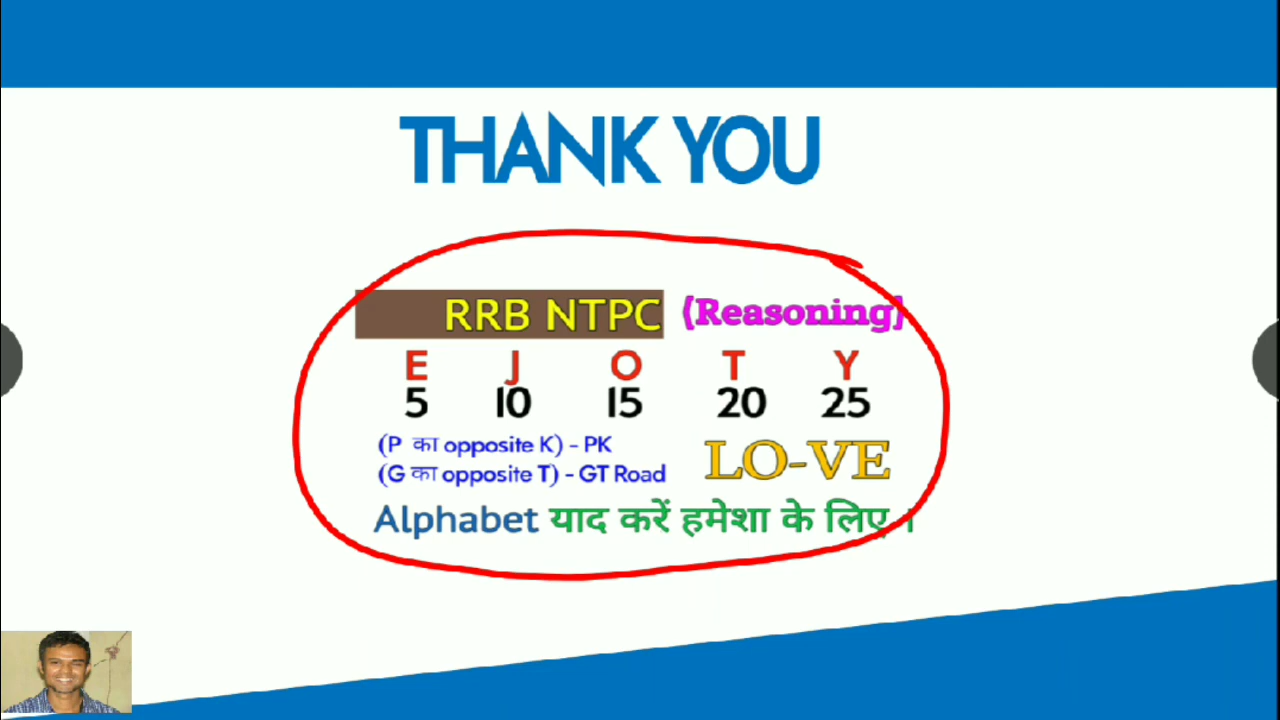 THANK YOU
RRB NTPC (Reasoning)
E J O T Y
5 10 15 20 25
(P का opposite K) - PK
(G का opposite T) - GT Road
LO-VE
Alphabet याद करें हमेशा के लिए ।